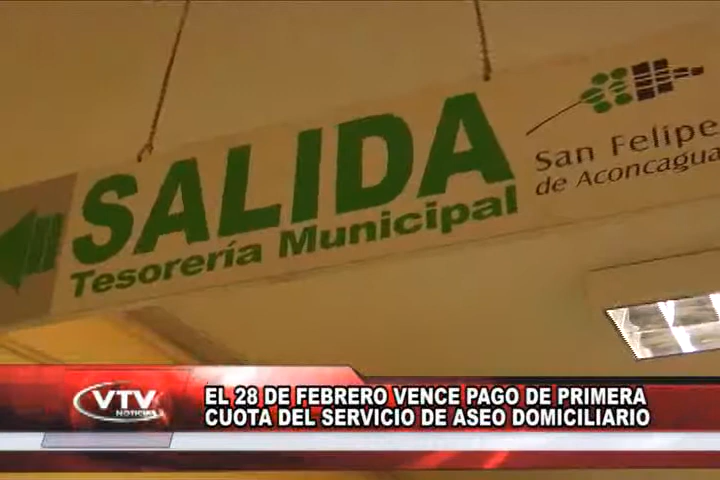 SALIDA
Tesorería Municipal
San Felipe
de Aconcagua
VTV
NOTICIAS
EL 28 DE FEBRERO VENCE PAGO DE PRIMERA
CUOTA DEL SERVICIO DE ASEO DOMICILIARIO